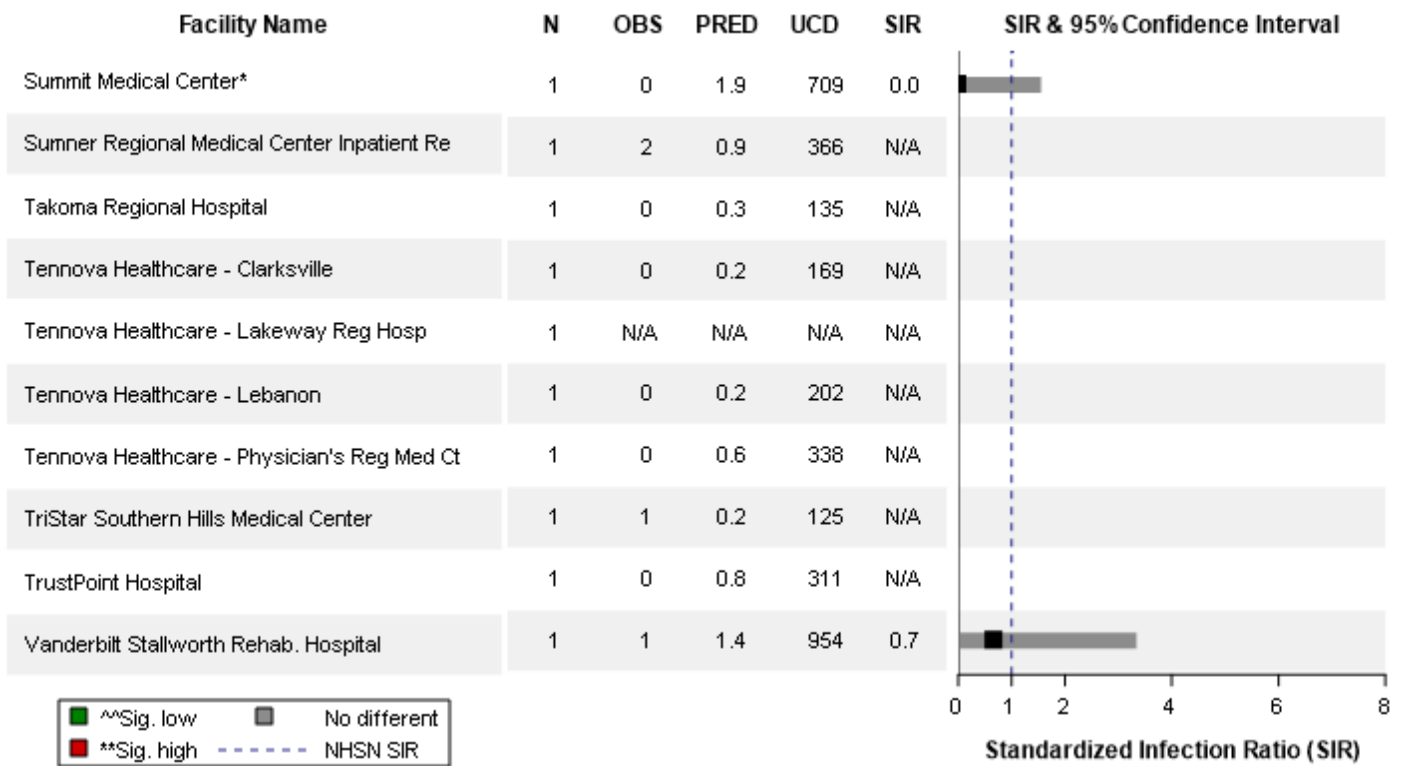 Facility Name N OBS PRED UCD SIR SIR & 95% Confidence Interval
Summit Medical Center* 1 0 1.9 709 0.0
Sumner Regional Medical Center Inpatient Re 1 2 0.9 366 N/A
Takoma Regional Hospital 1 0 0.3 135 N/A
Tennova Healthcare - Clarksville 1 0 0.2 169 N/A
Tennova Healthcare - Lakeway Reg Hosp 1 N/A N/A N/A N/A
Tennova Healthcare - Lebanon 1 0 0.2 202 N/A
Tennova Healthcare - Physician's Reg Med Ct 1 0 0.6 338 N/A
TriStar Southern Hills Medical Center 1 1 0.2 125 N/A
TrustPoint Hospital 1 0 0.8 311 N/A
Vanderbilt Stallworth Rehab. Hospital 1 1 1.4 954 0.7
0 1 2 4 6 8
^^Sig. low No different
**Sig. high NHSN SIR
Standardized Infection Ratio (SIR)